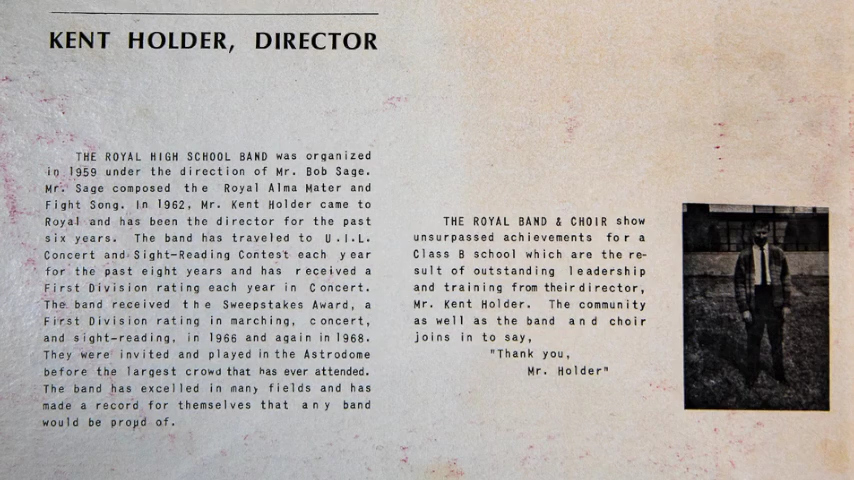 KENT HOLDER, DIRECTOR
THE ROYAL HIGH SCHOOL BAND was organized
in 1959 under the direction of Mr. Bob Sage.
Mr. Sage composed the Royal Alma Mater and
Fight Song. In 1962, Mr. Kent Holder came to
Royal and has been the director for the past
six years. The band has traveled to U.I.L.
Concert and Sight-Reading Contest each year
for the past eight years and has received a
First Division rating each year in Concert.
The band received the Sweepstakes Award, a
First Division rating in marching, concert,
and sight-reading, in 1966 and again in 1968.
They were invited and played in the Astrodome
before the largest crowd that has ever attended.
The band has excelled in many fields and has
made a record for themselves that any band
would be proud of.
THE ROYAL BAND & CHOIR show
unsurpassed achievements for a
Class B school which are the re-
sult of outstanding leadership
and training from their director,
Mr. Kent Holder. The community
as well as the band and choir
joins in to say,
"Thank you,
Mr. Holder"